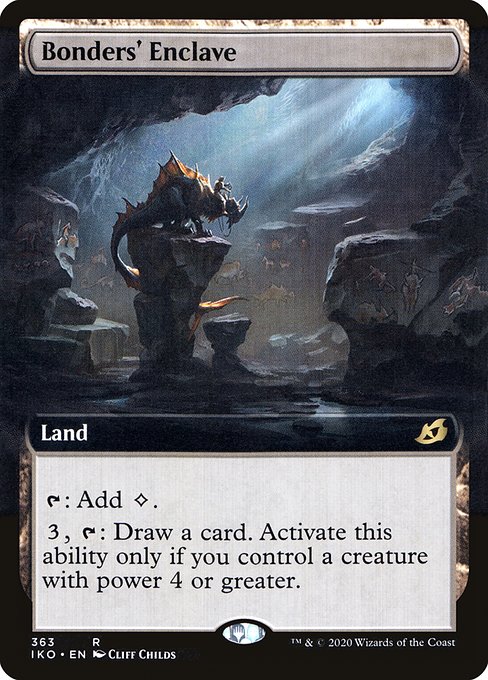 Bonders' Enclave
Land
: Add .
3, : Draw a card. Activate this
ability only if you control a creature
with power 4 or greater.
363 R
IKO • EN Cliff Childs
™ & © 2020 Wizards of the Coast